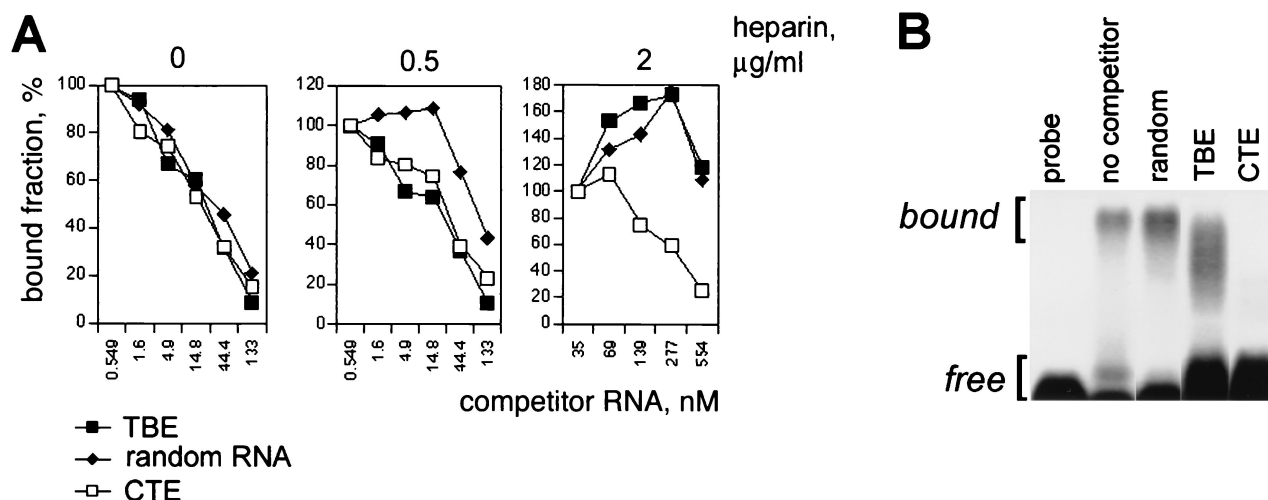 A
B
heparin, µg/ml
0
0.5
2
bound fraction, %
100
80
60
40
20
0
0.549
1.6
4.9
14.8
44.4
133
120
100
80
60
40
20
0
0.549
1.6
4.9
14.8
44.4
133
180
160
140
120
100
80
60
40
20
0
35
69
139
277
554
competitor RNA, nM
TBE
random RNA
CTE
probe
no competitor
random
TBE
CTE
bound
free